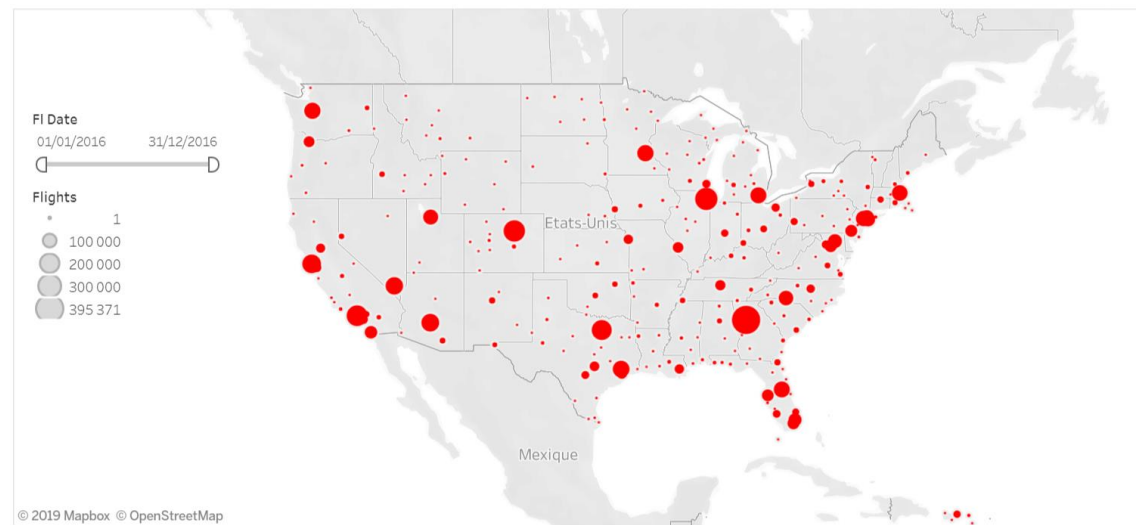 FI Date
01/01/2016 31/12/2016
Flights
1
100 000
200 000
300 000
395 371
Etats-Unis
Mexique
© 2019 Mapbox © OpenStreetMap